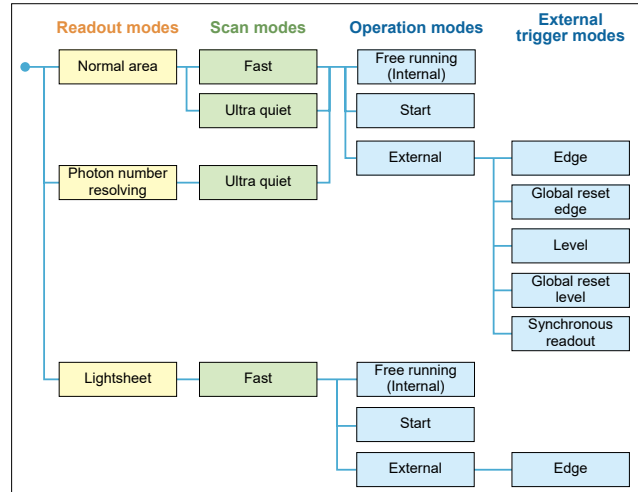 Readout modes
Scan modes
Operation modes
External
trigger modes
Normal area
Fast
Free running
(Internal)
Ultra quiet
Start
External
Edge
Photon number
resolving
Ultra quiet
Global reset
edge
Level
Global reset
level
Synchronous
readout
Lightsheet
Fast
Free running
(Internal)
Start
External
Edge